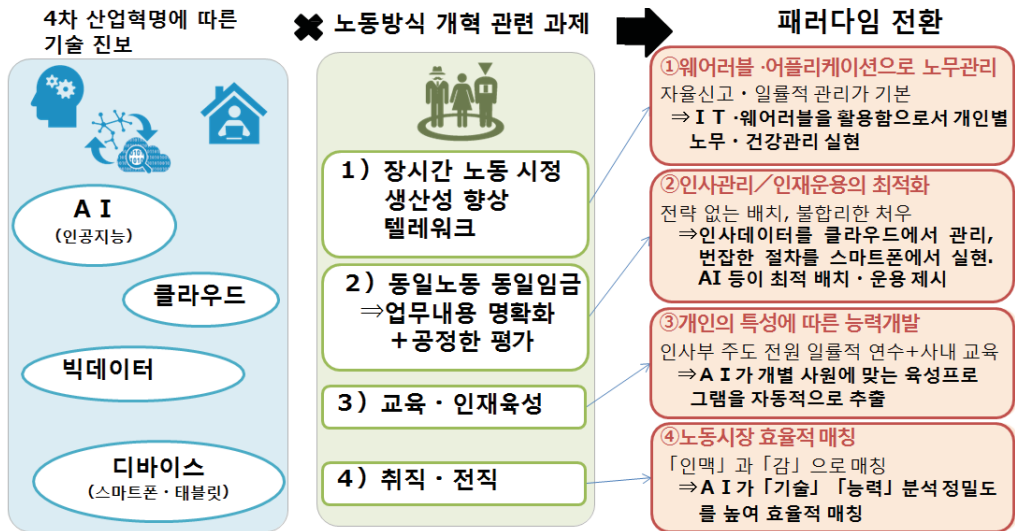 4차 산업혁명에 따른
기술 진보
AI
(인공지능)
클라우드
빅데이터
디바이스
(스마트폰·태블릿)
노동방식 개혁 관련 과제
1) 장시간 노동 시정
생산성 향상
텔레워크
2) 동일노동 동일임금
⇒업무내용 명확화
+공정한 평가
3) 교육·인재육성
4) 취직·전직
패러다임 전환
①웨어러블·어플리케이션으로 노무관리
자율신고·일률적 관리가 기본
⇒IT·웨어러블을 활용함으로서 개인별
노무·건강관리 실현
②인사관리/인재운용의 최적화
전략 없는 배치, 불합리한 처우
⇒인사데이터를 클라우드에서 관리,
번잡한 절차를 스마트폰에서 실현.
AI 등이 최적 배치·운용 제시
③개인의 특성에 따른 능력개발
인사부 주도 전원 일률적 연수+사내 교육
⇒AI가 개별 사원에 맞는 육성프로
그램을 자동적으로 추출
④노동시장 효율적 매칭
「인맥」과「감」으로 매칭
⇒AI가「기술」「능력」분석 정밀도
를 높여 효율적 매칭